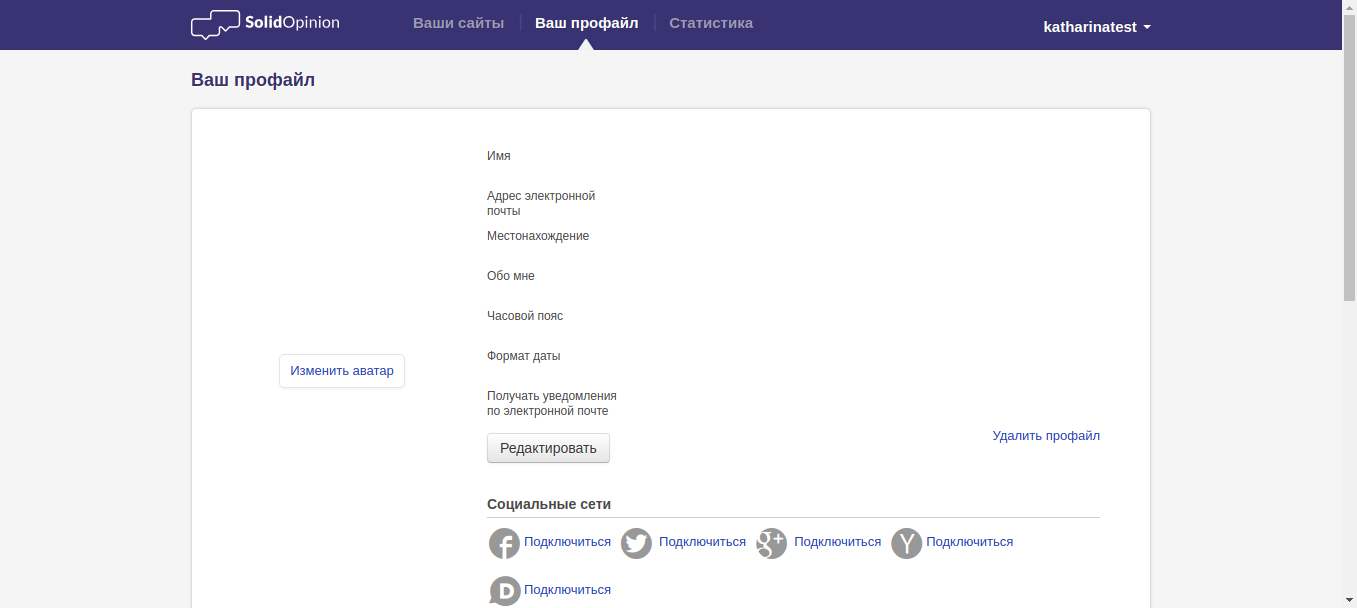 SolidOpinion
Ваши сайты
Ваш профайл
Статистика
katharinatest
Ваш профайл
Имя
Адрес электронной
почты
Местонахождение
Обо мне
Часовой пояс
Формат даты
Изменить аватар
Получать уведомления
по электронной почте
Редактировать
Удалить профайл
Социальные сети
Подключиться
Подключиться
Подключиться
Подключиться
Подключиться